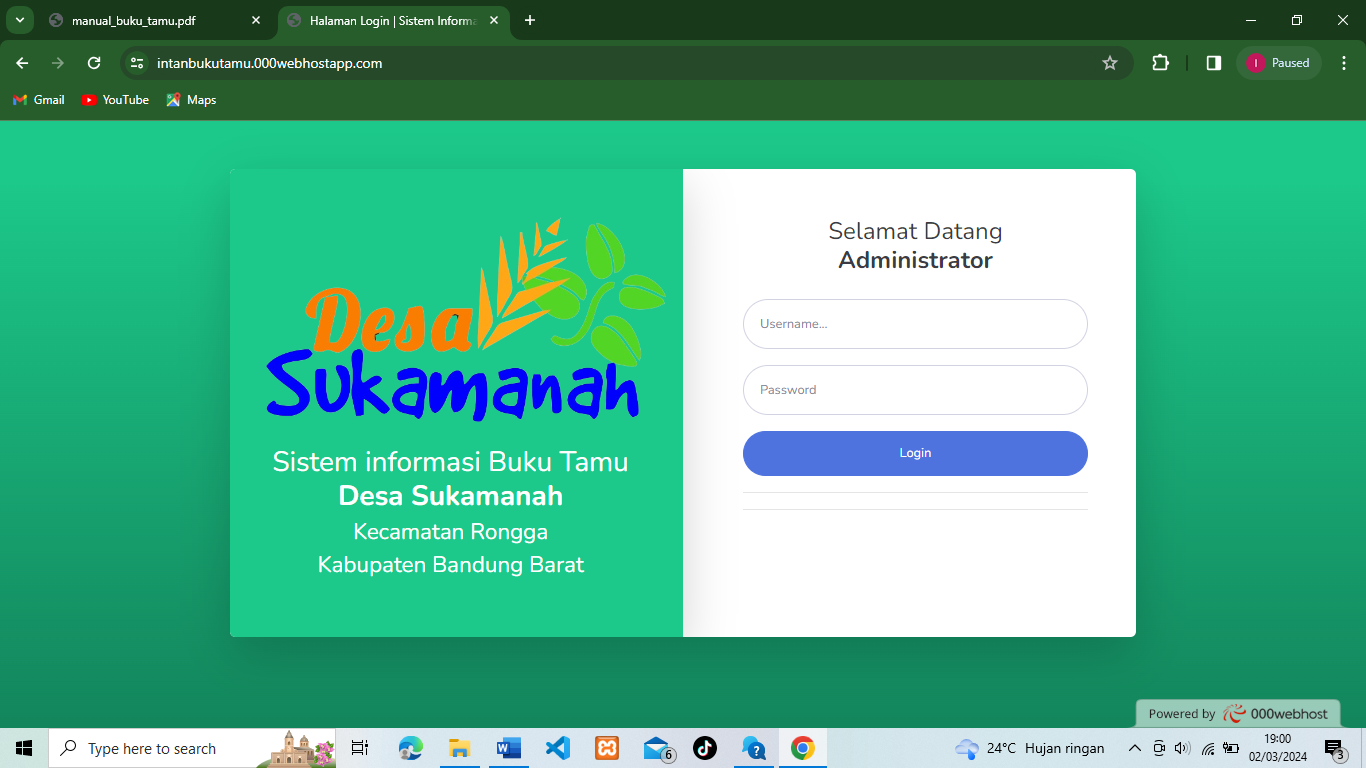 manual_buku_tamu.pdf
Halaman Login | Sistem Informa
intanbukutamu.000webhostapp.com
I
Paused
Gmail
YouTube
Maps
Desa
Sukamanah
Sistem informasi Buku Tamu
Desa Sukamanah
Kecamatan Rongga
Kabupaten Bandung Barat
Selamat Datang
Administrator
Username...
Password
Login
Powered by 000webhost
Type here to search
6
24°C Hujan ringan
19:00
02/03/2024
3